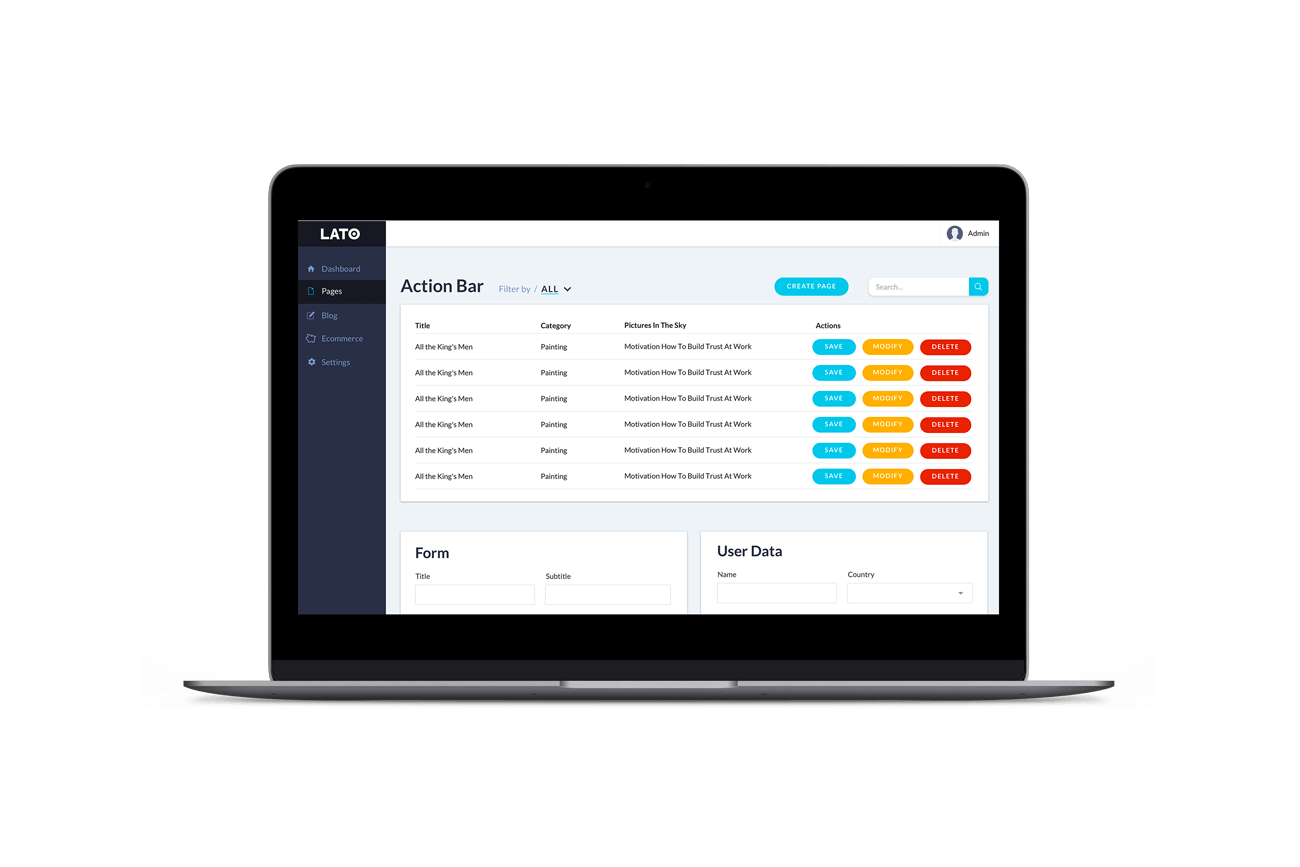 LATO
Admin
Dashboard
Pages
Blog
Ecommerce
Settings
Action Bar Filter by / ALL CREATE PAGE Search...
Title Category Pictures In The Sky Actions
All the King's Men Painting Motivation How To Build Trust At Work SAVE MODIFY DELETE
All the King's Men Painting Motivation How To Build Trust At Work SAVE MODIFY DELETE
All the King's Men Painting Motivation How To Build Trust At Work SAVE MODIFY DELETE
All the King's Men Painting Motivation How To Build Trust At Work SAVE MODIFY DELETE
All the King's Men Painting Motivation How To Build Trust At Work SAVE MODIFY DELETE
All the King's Men Painting Motivation How To Build Trust At Work SAVE MODIFY DELETE
Form
Title Subtitle
User Data
Name Country